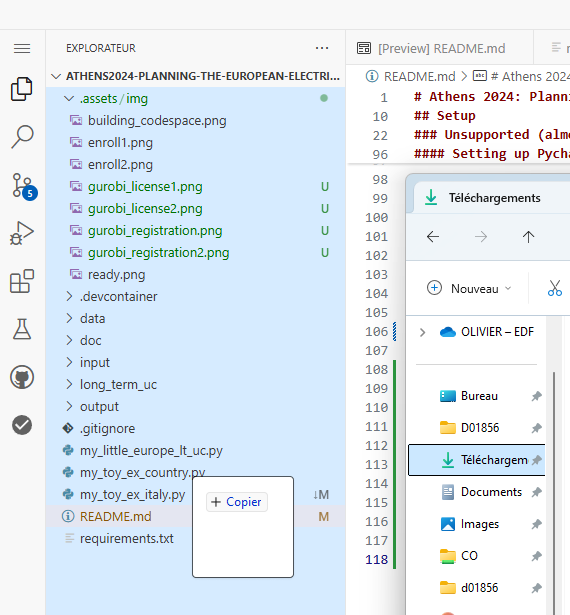 EXPLORATEUR
ATHENS2024-PLANNING-THE-EUROPEAN-ELECTRI...
.assets / img
building_codespace.png
enroll1.png
enroll2.png
gurobi_license1.png U
gurobi_license2.png U
gurobi_registration.png U
gurobi_registration2.png U
ready.png
.devcontainer
data
doc
input
long_term_uc
output
.gitignore
my_little_europe_lt_uc.py
my_toy_ex_country.py
my_toy_ex_italy.py ↓M
README.md M
requirements.txt
+ Copier
5
[Preview] README.md
README.md > # Athens 2024
1 # Athens 2024: Planni
10 ## Setup
22 ### Unsupported (almo
96 #### Setting up Pycha
98
99
100
101
102
103
104
105
106
107
108
109
110
111
112
113
114
115
116
117
118
Téléchargements
Nouveau
OLIVIER – EDF
Bureau
D01856
Téléchargem
Documents
Images
CO
d01856